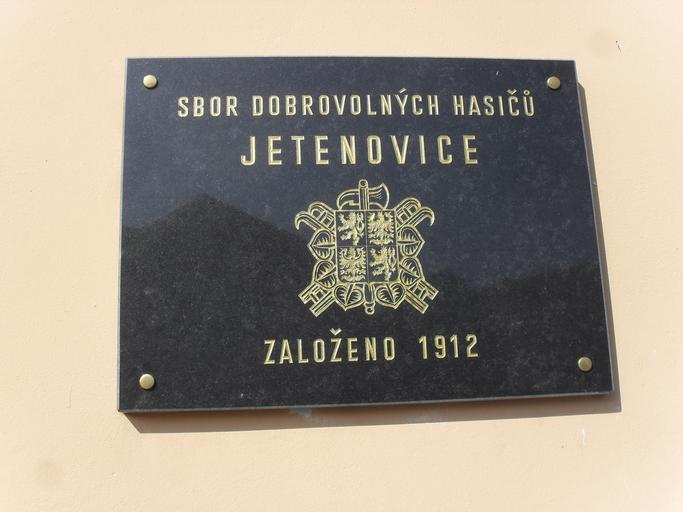 SBOR DOBROVOLNÝCH HASIČŮ
JETENOVICE
ZALOŽENO 1912